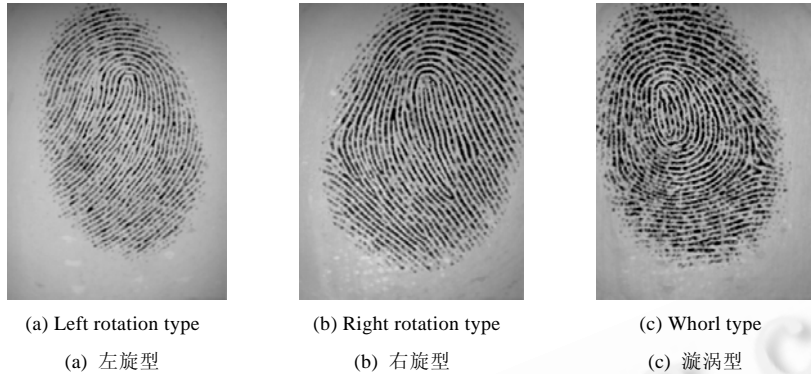 (a) Left rotation type (b) Right rotation type (c) Whorl type
(a) 左旋型 (b) 右旋型 (c) 漩涡型